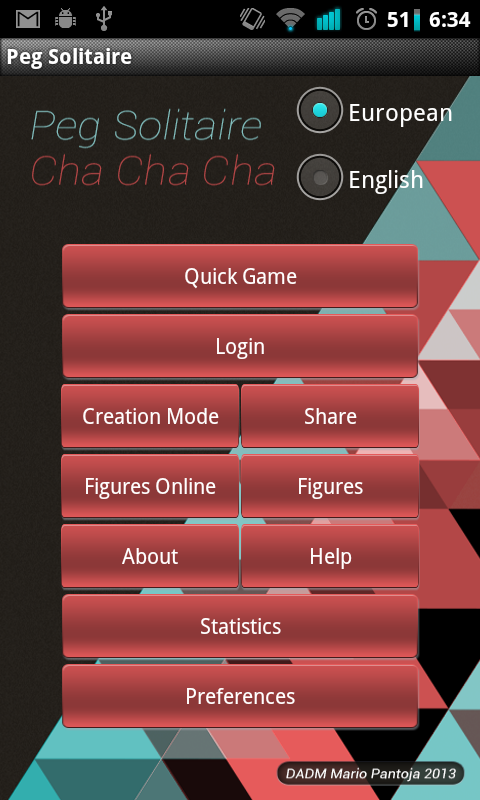 51 6:34
Peg Solitaire
Peg Solitaire
Cha Cha Cha
European
English
Quick Game
Login
Creation Mode Share
Figures Online Figures
About Help
Statistics
Preferences
DADM Mario Pantoja 2013